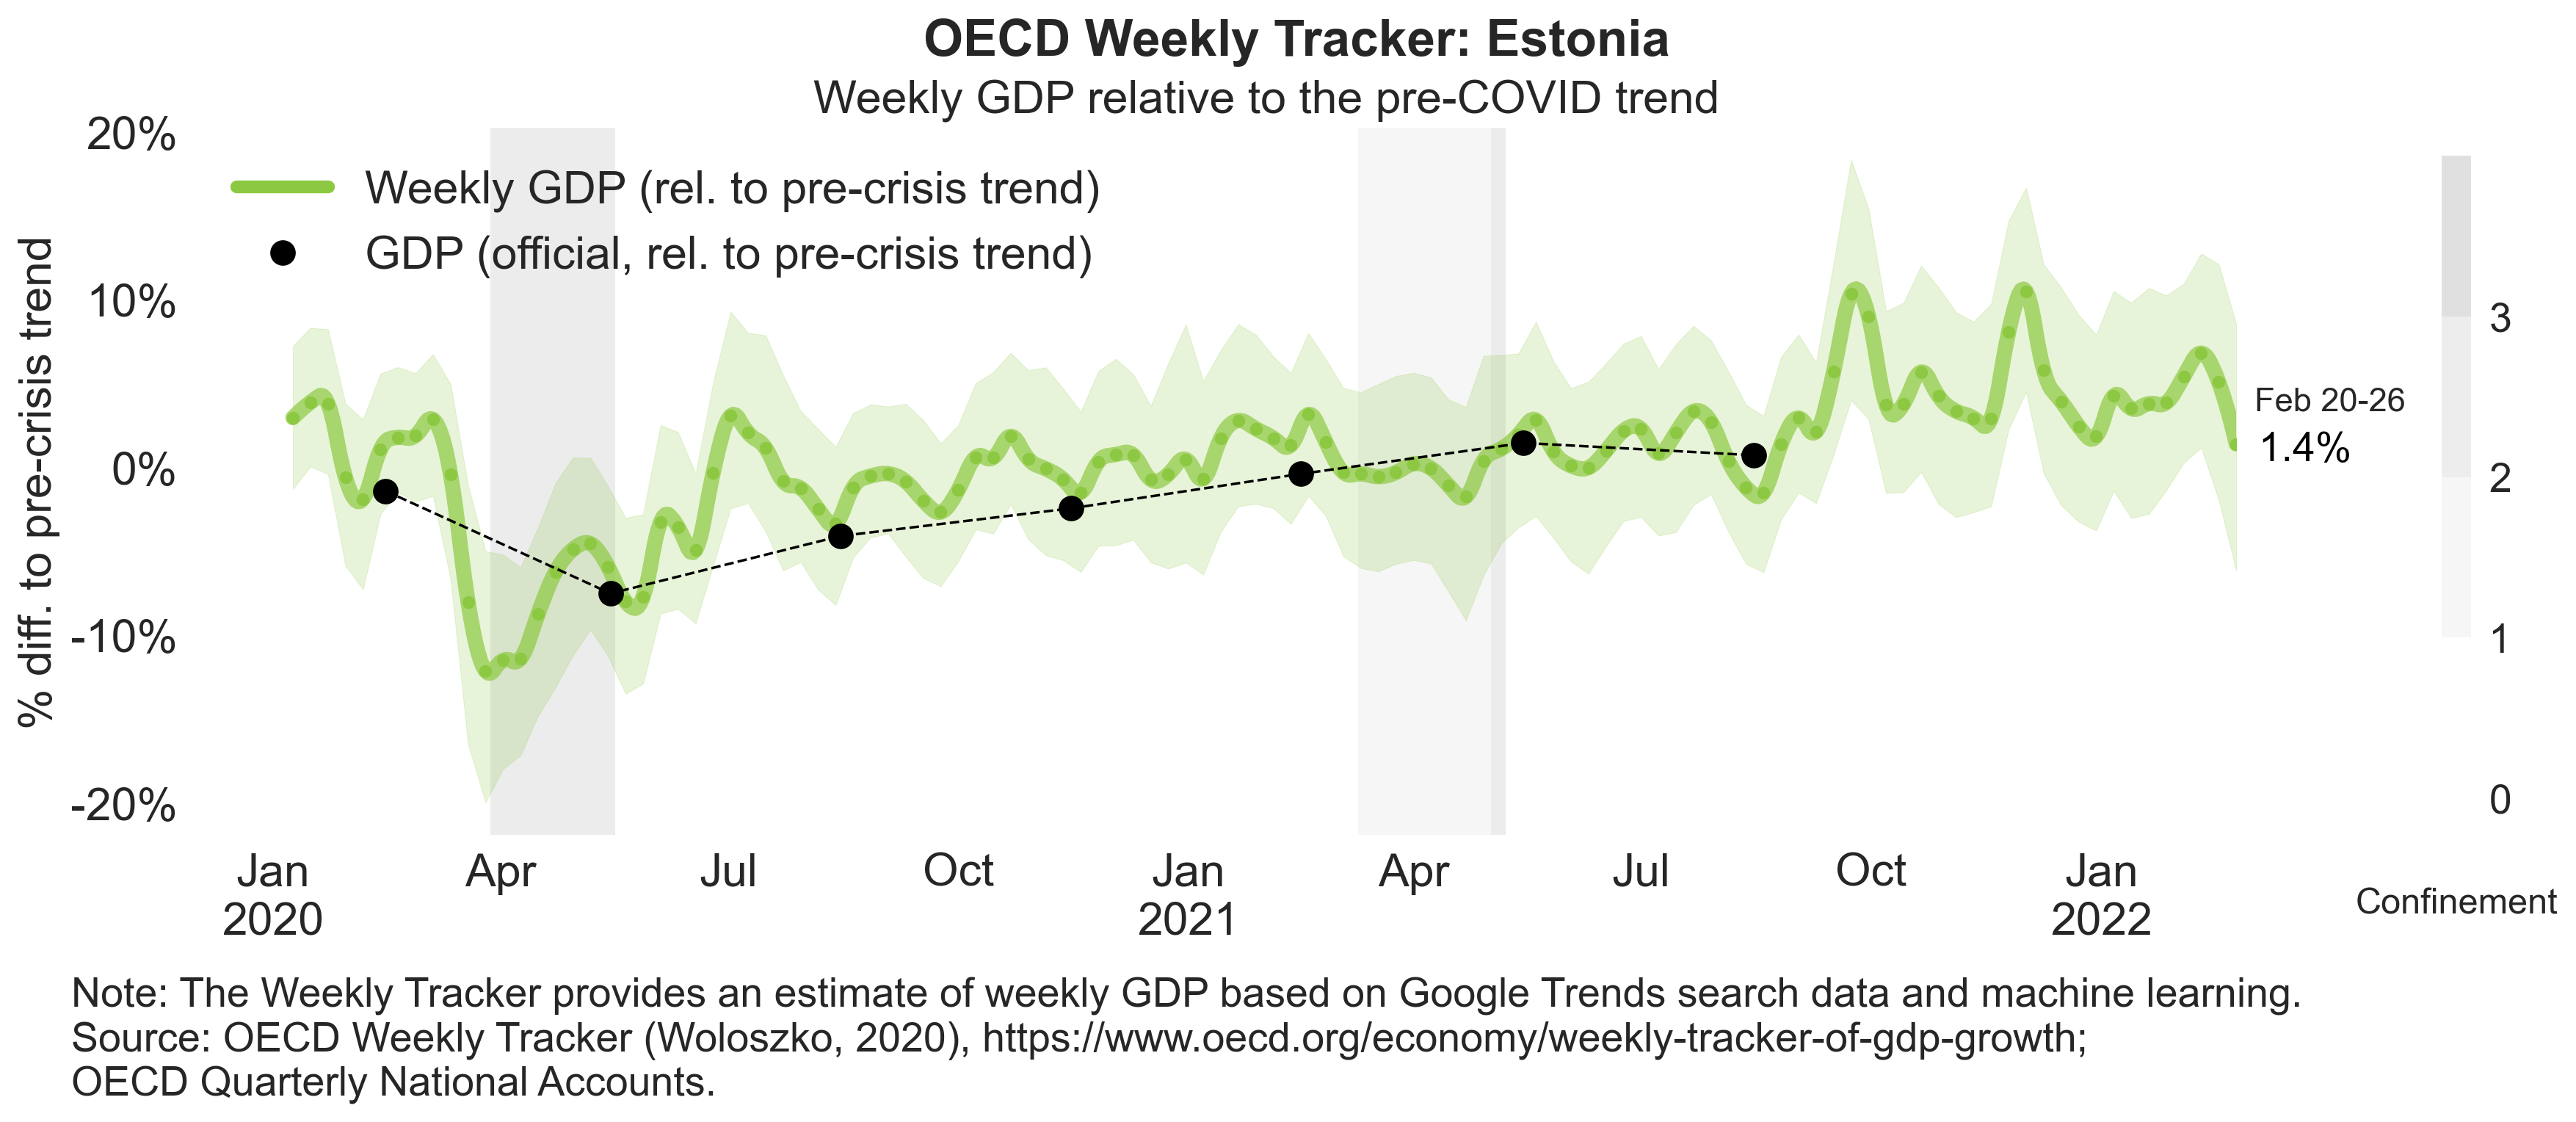 OECD Weekly Tracker: Estonia
Weekly GDP relative to the pre-COVID trend
% diff. to pre-crisis trend
20%
10%
0%
-10%
-20%
Weekly GDP (rel. to pre-crisis trend)
GDP (official, rel. to pre-crisis trend)
Feb 20-26
1.4%
3
2
1
0
Confinement
Jan Apr Jul Oct Jan Apr Jul Oct Jan
2020 2021 2022
Note: The Weekly Tracker provides an estimate of weekly GDP based on Google Trends search data and machine learning.
Source: OECD Weekly Tracker (Woloszko, 2020), https://www.oecd.org/economy/weekly-tracker-of-gdp-growth;
OECD Quarterly National Accounts.